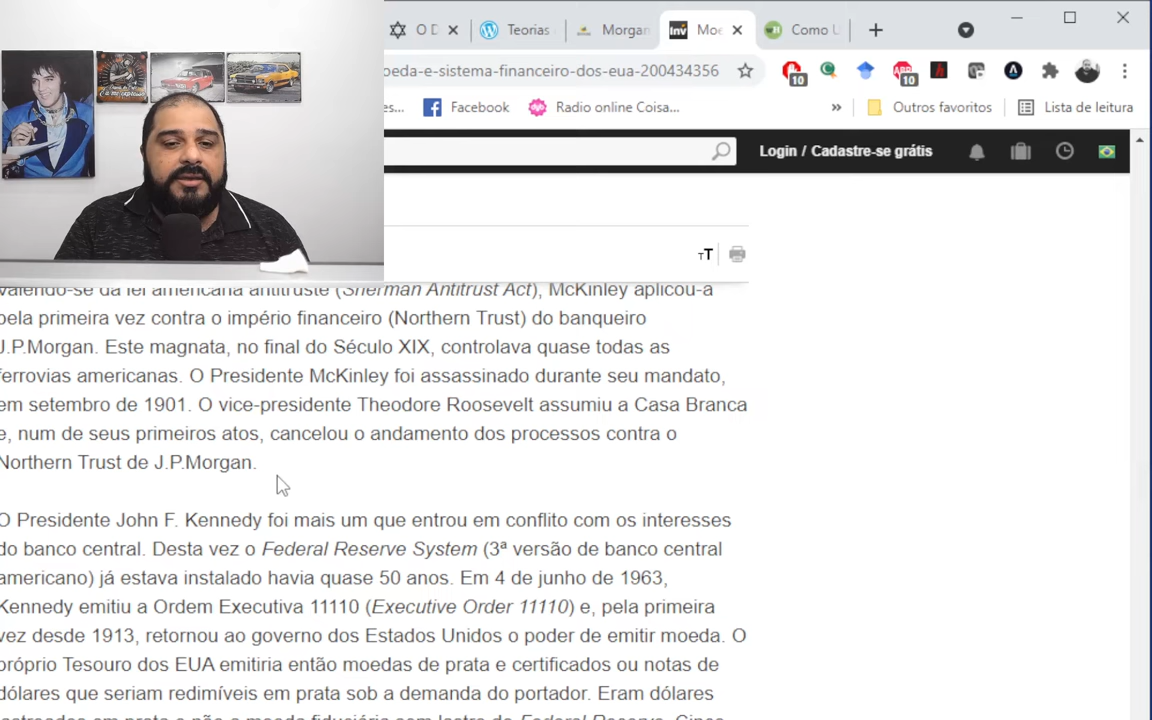 O D
Teorias
Morgan
Inv
Moe
Como U
oeda-e-sistema-financeiro-dos-eua-200434356
10
10
es...
Facebook
Radio online Coisa...
»
Outros favoritos
Lista de leitura
Login / Cadastre-se grátis
TT
valendo-se da lei americana antitruste (Sherman Antitrust Act), McKinley aplicou-a
pela primeira vez contra o império financeiro (Northern Trust) do banqueiro
J.P.Morgan. Este magnata, no final do Século XIX, controlava quase todas as
ferrovias americanas. O Presidente McKinley foi assassinado durante seu mandato,
em setembro de 1901. O vice-presidente Theodore Roosevelt assumiu a Casa Branca
e, num de seus primeiros atos, cancelou o andamento dos processos contra o
Northern Trust de J.P.Morgan.
O Presidente John F. Kennedy foi mais um que entrou em conflito com os interesses
do banco central. Desta vez o Federal Reserve System (3ª versão de banco central
americano) já estava instalado havia quase 50 anos. Em 4 de junho de 1963,
Kennedy emitiu a Ordem Executiva 11110 (Executive Order 11110) e, pela primeira
vez desde 1913, retornou ao governo dos Estados Unidos o poder de emitir moeda. O
próprio Tesouro dos EUA emitiria então moedas de prata e certificados ou notas de
dólares que seriam redimíveis em prata sob a demanda do portador. Eram dólares
lastreados em prata e não a moeda fiduciária sem lastro do Federal Reserve. Cinco